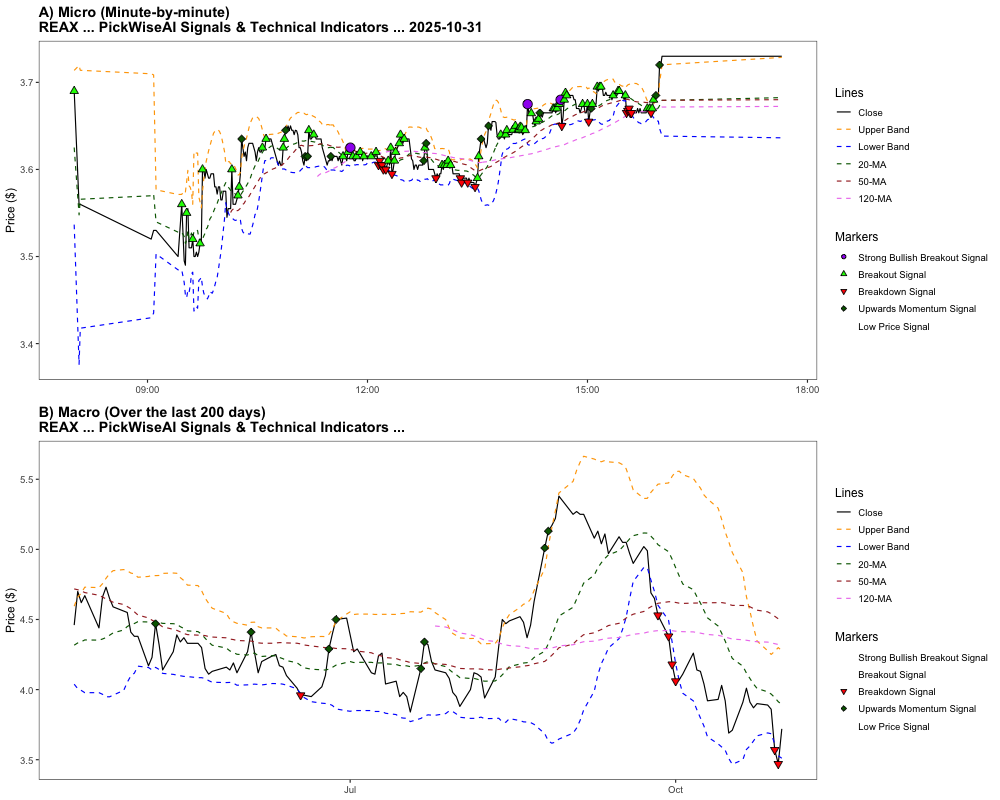 A) Micro (Minute-by-minute)
REAX ... PickWiseAI Signals & Technical Indicators ... 2025-10-31
Price ($)
3.7
3.6
3.5
3.4
09:00
12:00
15:00
18:00
Lines
Close
Upper Band
Lower Band
20-MA
50-MA
120-MA
Markers
Strong Bullish Breakout Signal
Breakout Signal
Breakdown Signal
Upwards Momentum Signal
Low Price Signal
B) Macro (Over the last 200 days)
REAX ... PickWiseAI Signals & Technical Indicators ...
Price ($)
5.5
5.0
4.5
4.0
3.5
Jul
Oct
Lines
Close
Upper Band
Lower Band
20-MA
50-MA
120-MA
Markers
Strong Bullish Breakout Signal
Breakout Signal
Breakdown Signal
Upwards Momentum Signal
Low Price Signal